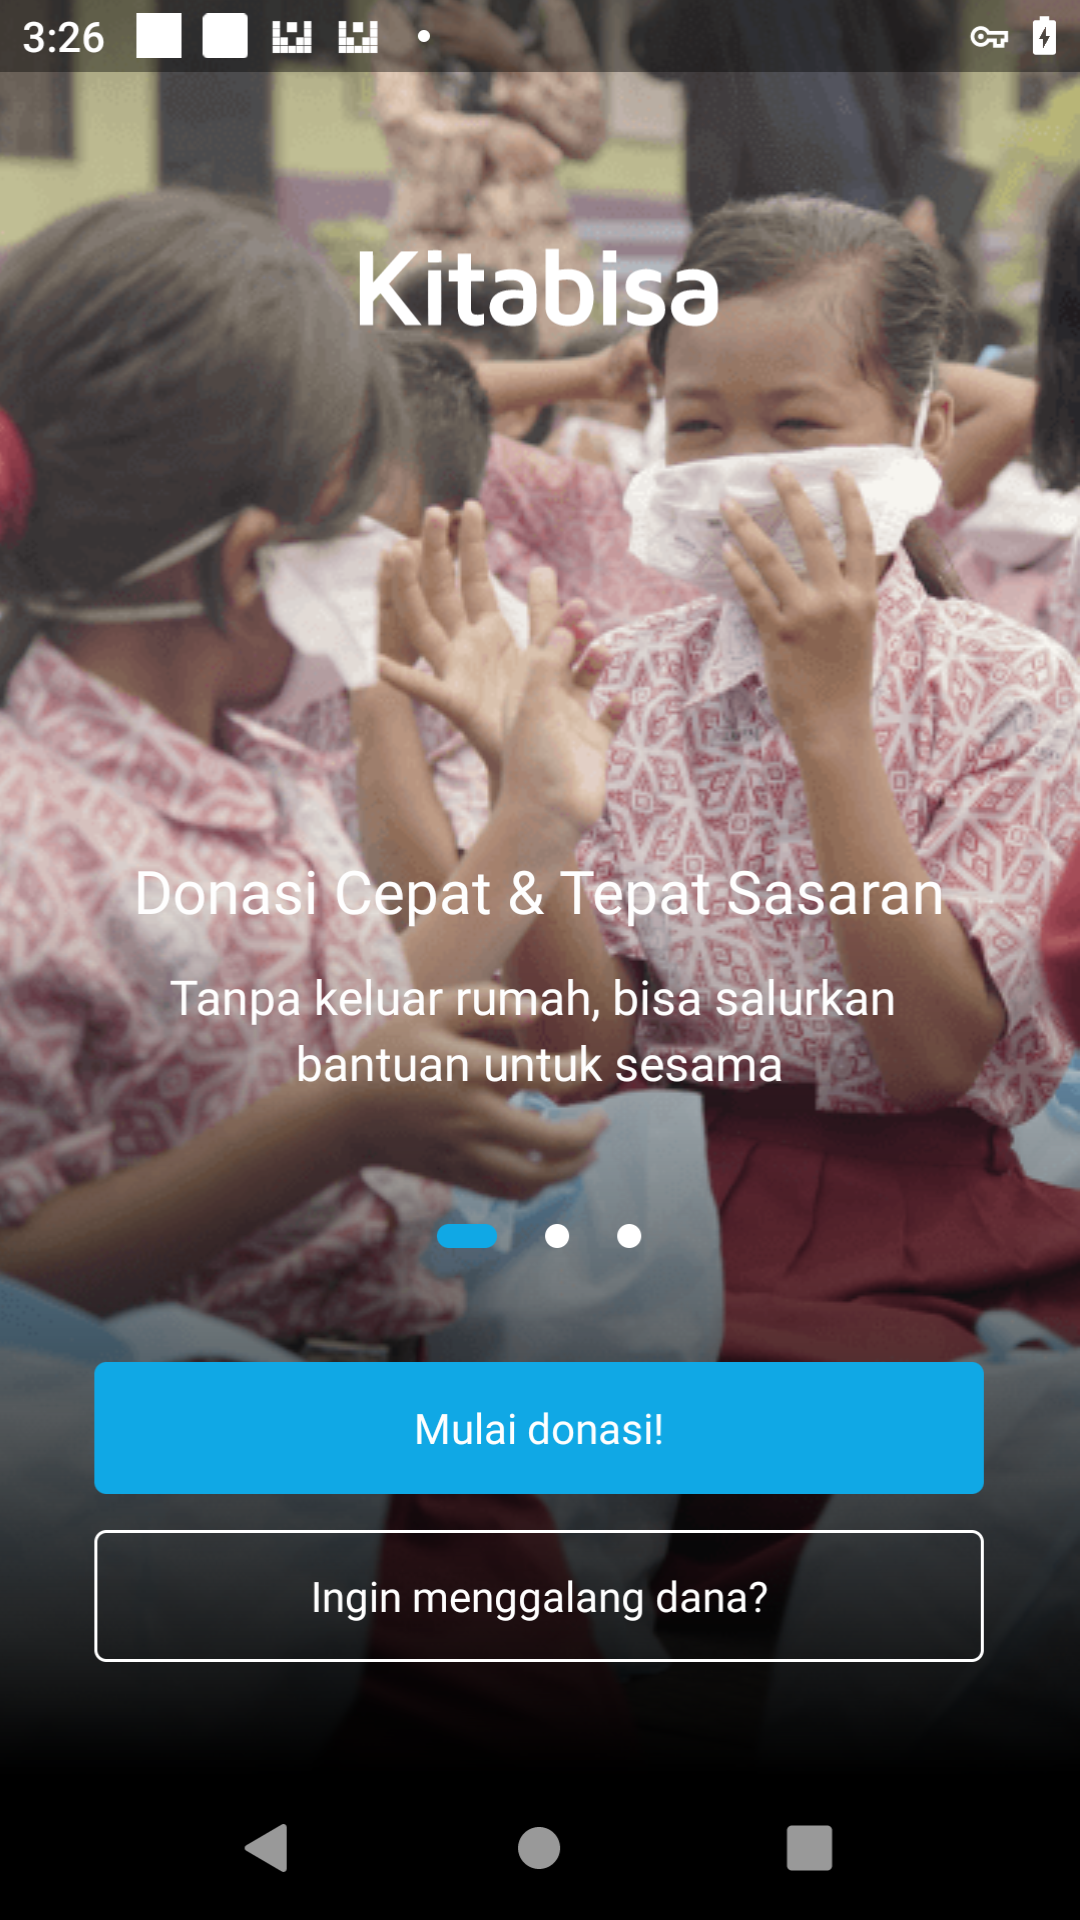 3:26
Kitabisa
Donasi Cepat & Tepat Sasaran
Tanpa keluar rumah, bisa salurkan
bantuan untuk sesama
Mulai donasi!
Ingin menggalang dana?